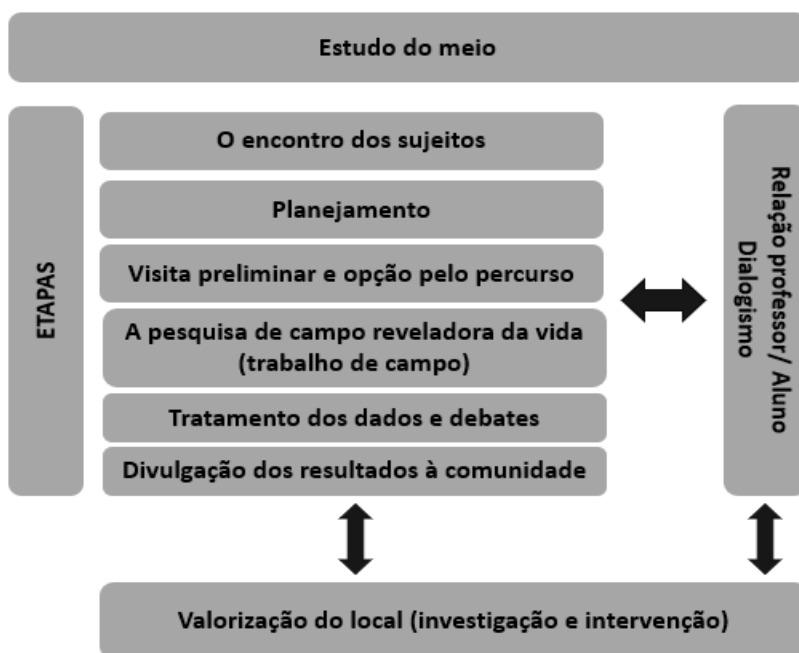 Estudo do meio
ETAPAS
O encontro dos sujeitos
Planejamento
Visita preliminar e opção pelo percurso
A pesquisa de campo reveladora da vida
(trabalho de campo)
Tratamento dos dados e debates
Divulgação dos resultados à comunidade
Relação professor/ Aluno
Dialogismo
Valorização do local (investigação e intervenção)